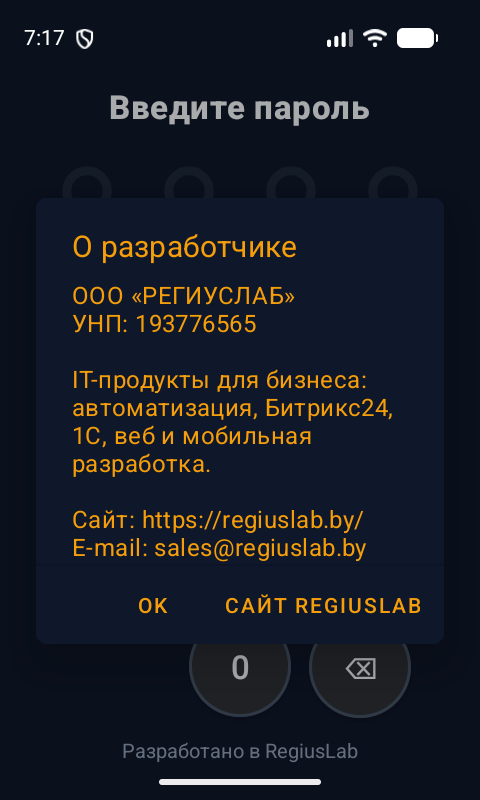 7:17
Введите пароль
О разработчике
ООО «РЕГИУСЛАБ»
УНП: 193776565
IT-продукты для бизнеса:
автоматизация, Битрикс24,
1С, веб и мобильная
разработка.
Сайт: https://regiuslab.by/
E-mail: sales@regiuslab.by
OK
САЙТ REGIUSLAB
0
Разработано в RegiusLab